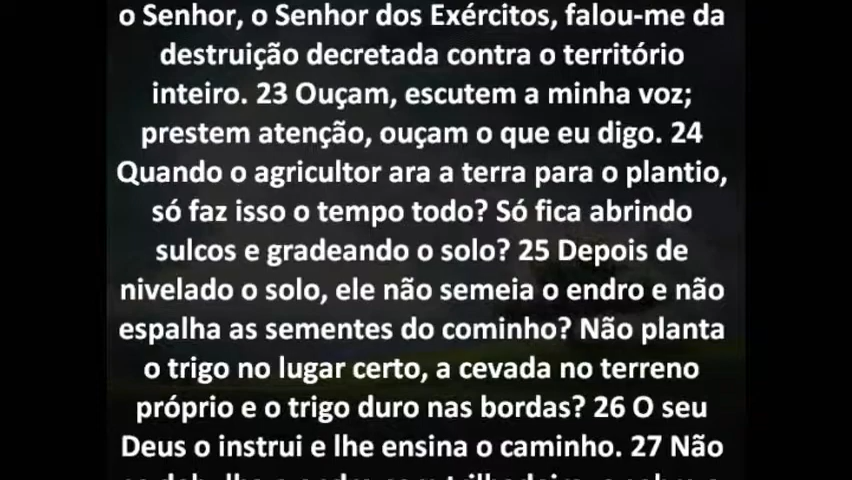 o Senhor, o Senhor dos Exércitos, falou-me da
destruição decretada contra o território
inteiro. 23 Ouçam, escutem a minha voz;
prestem atenção, ouçam o que eu digo. 24
Quando o agricultor ara a terra para o plantio,
só faz isso o tempo todo? Só fica abrindo
sulcos e gradeando o solo? 25 Depois de
nivelado o solo, ele não semeia o endro e não
espalha as sementes do cominho? Não planta
o trigo no lugar certo, a cevada no terreno
próprio e o trigo duro nas bordas? 26 O seu
Deus o instrui e lhe ensina o caminho. 27 Não